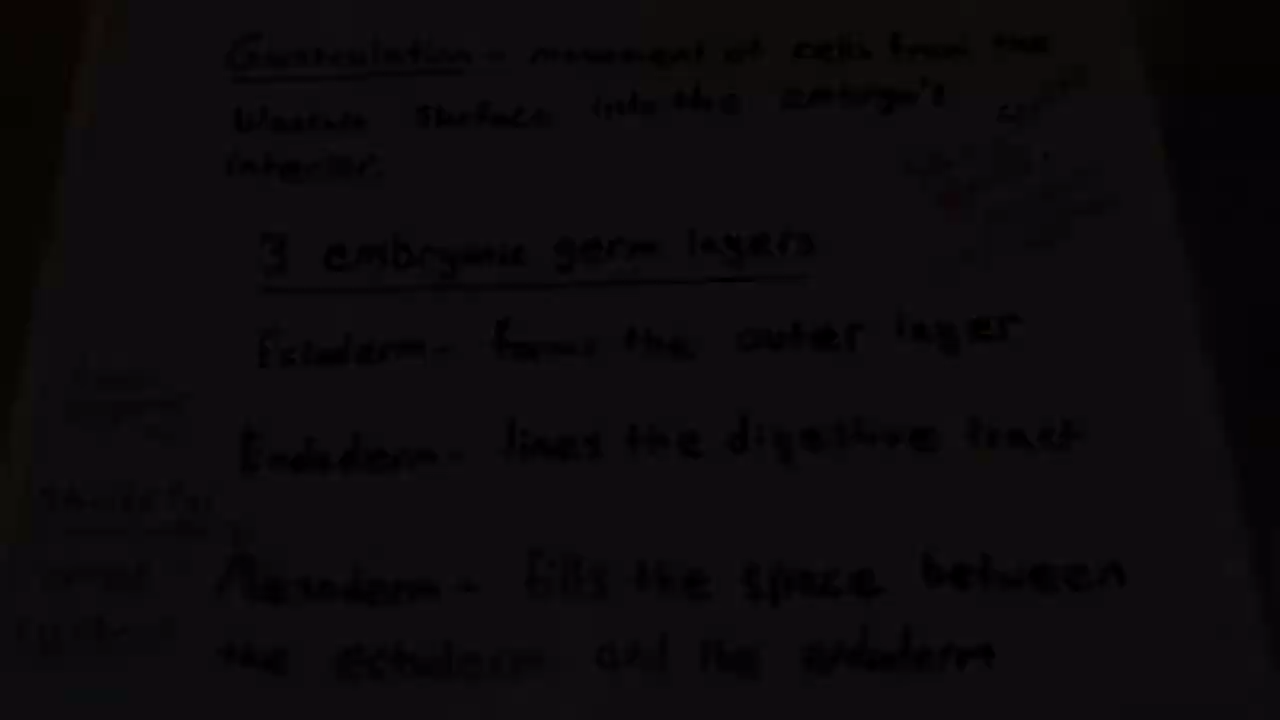 Gastrulation - movement of cells from the
blastula surface into the embryo's
interior.
3 embryonic germ layers
Ectoderm - forms the outer layer
Endoderm - lines the digestive tract
Mesoderm - fills the space between
the ectoderm and the endoderm